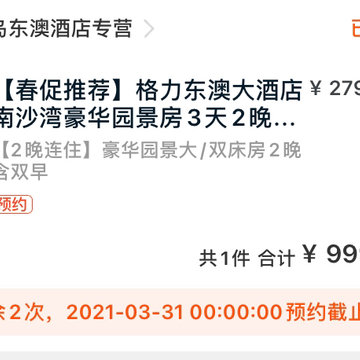 岛东澳酒店专营
【春促推荐】格力东澳大酒店 ¥ 279
南沙湾豪华园景房3天2晚...
【2晚连住】豪华园景大/双床房2晚
含双早
预约
共1件 合计 ¥ 99
余2次，2021-03-31 00:00:00预约截止